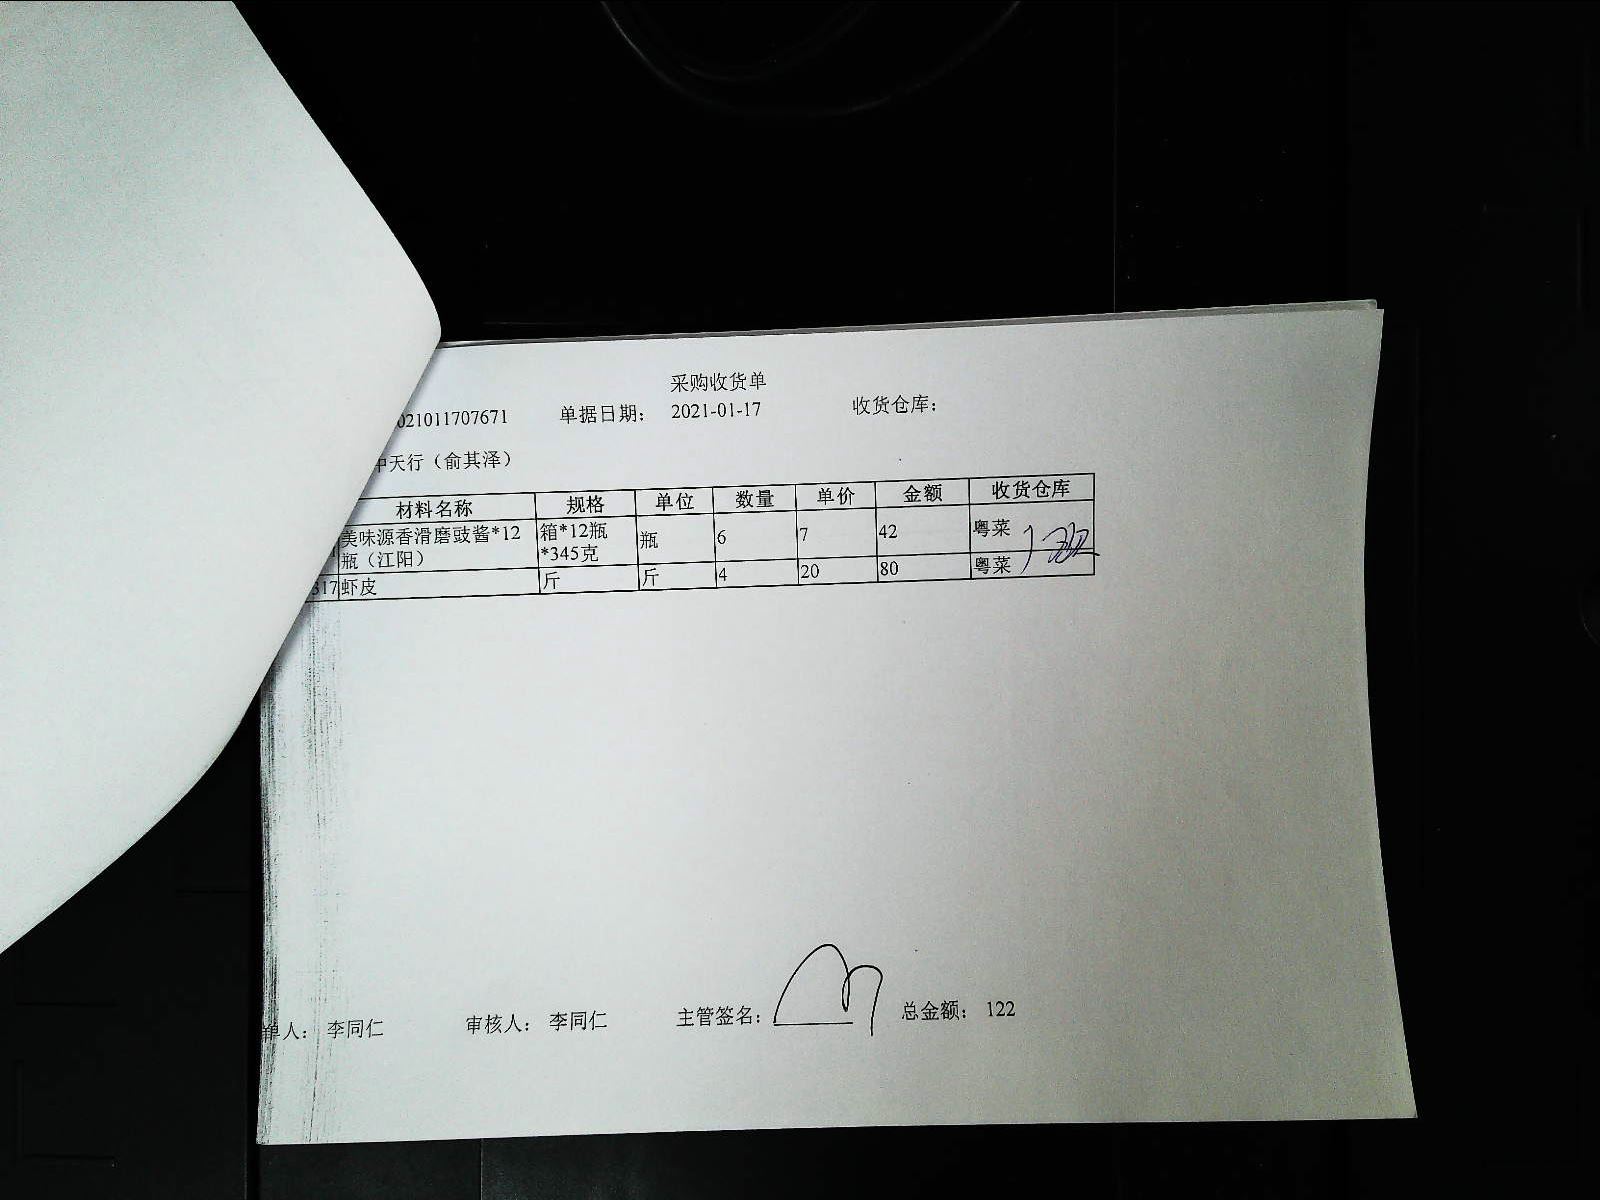 采购收货单
021011707671 单据日期: 2021-01-17 收货仓库:
中天行（俞其泽）
材料名称 规格 单位 数量 单价 金额 收货仓库
美味源香滑磨豉酱*12瓶（江阳） 箱*12瓶*345克 瓶 6 7 42 粤菜
317 虾皮 斤 斤 4 20 80 粤菜
单人: 李同仁 审核人: 李同仁 主管签名: 总金额: 122